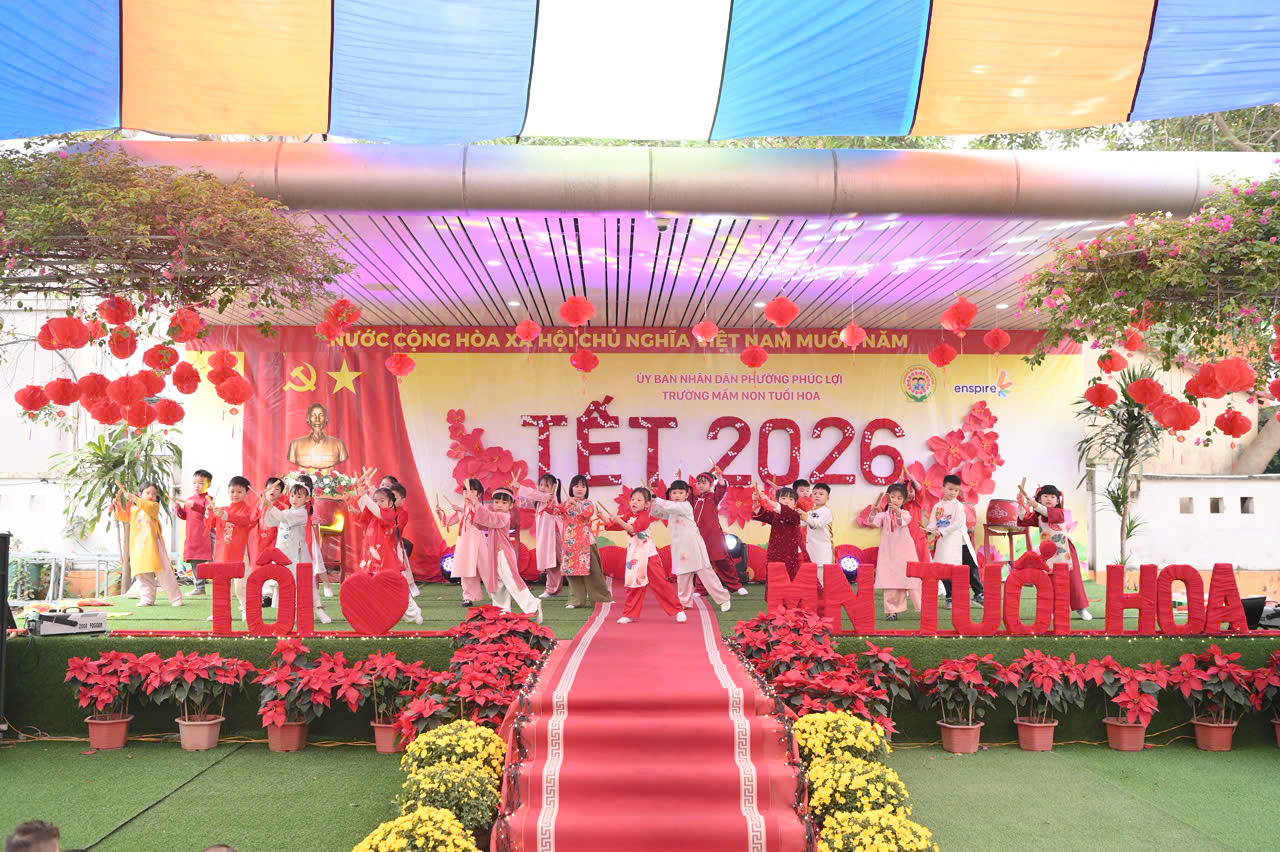 NƯỚC CỘNG HÒA XÃ HỘI CHỦ NGHĨA VIỆT NAM MUÔN NĂM
ỦY BAN NHÂN DÂN PHƯỜNG PHÚC LỢI
TRƯỜNG MẦM NON TUỔI HOA
enspire
TẾT 2026
TÔI MN TUỔI HOA